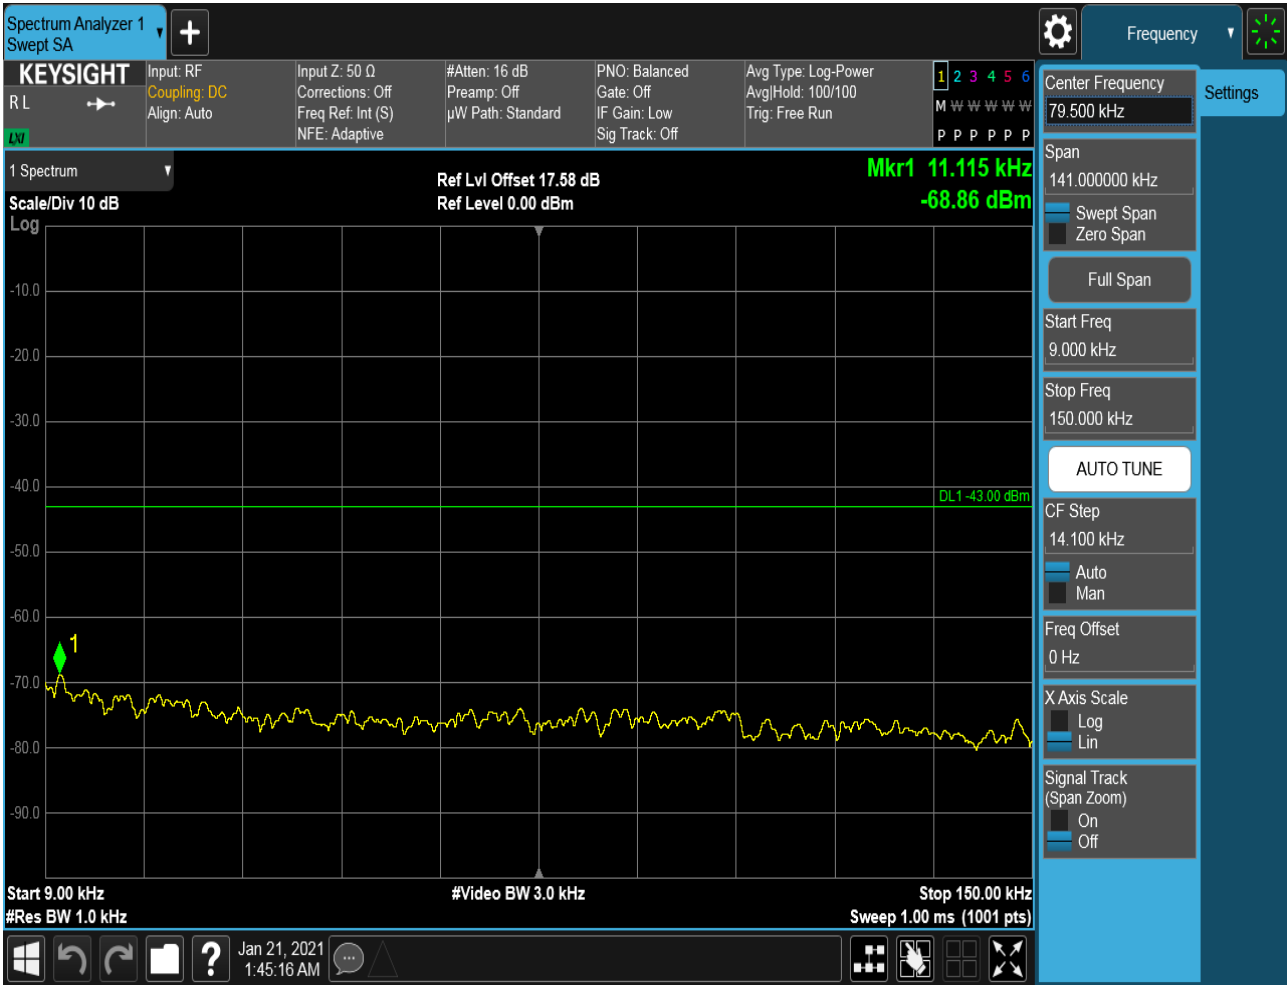 Spectrum Analyzer 1
Swept SA
Frequency
KEYSIGHT
R L
LXI
Input: RF
Coupling: DC
Align: Auto
Input Z: 50 Ω
Corrections: Off
Freq Ref: Int (S)
NFE: Adaptive
#Atten: 16 dB
Preamp: Off
µW Path: Standard
PNO: Balanced
Gate: Off
IF Gain: Low
Sig Track: Off
Avg Type: Log-Power
Avg|Hold: 100/100
Trig: Free Run
1 2 3 4 5 6
M W W W W W
P P P P P P
1 Spectrum
Scale/Div 10 dB
Log
Ref Lvl Offset 17.58 dB
Ref Level 0.00 dBm
Mkr1 11.115 kHz
-68.86 dBm
-10.0
-20.0
-30.0
-40.0
DL1 -43.00 dBm
-50.0
-60.0
1
-70.0
-80.0
-90.0
Start 9.00 kHz
#Video BW 3.0 kHz
Stop 150.00 kHz
#Res BW 1.0 kHz
Sweep 1.00 ms (1001 pts)
?
Jan 21, 2021
1:45:16 AM
Center Frequency
79.500 kHz
Settings
Span
141.000000 kHz
Swept Span
Zero Span
Full Span
Start Freq
9.000 kHz
Stop Freq
150.000 kHz
AUTO TUNE
CF Step
14.100 kHz
Auto
Man
Freq Offset
0 Hz
X Axis Scale
Log
Lin
Signal Track
(Span Zoom)
On
Off